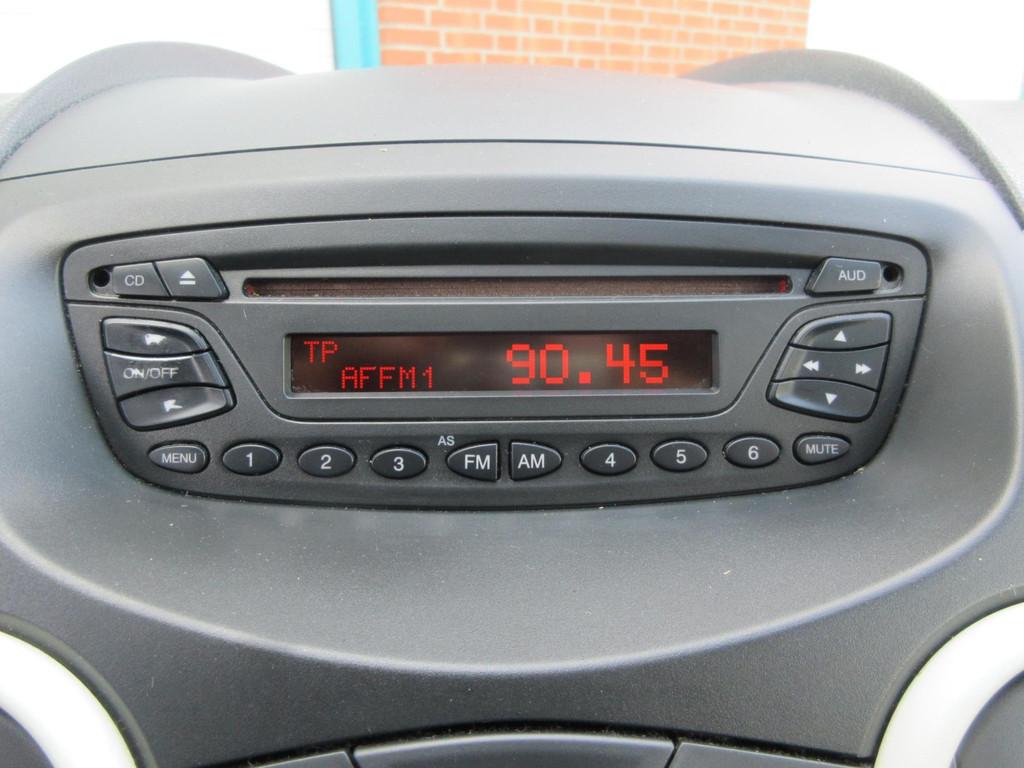 CD
AUD
TP
90.45
AFFM1
ON/OFF
AS
MENU 1 2 3 FM AM 4 5 6 MUTE